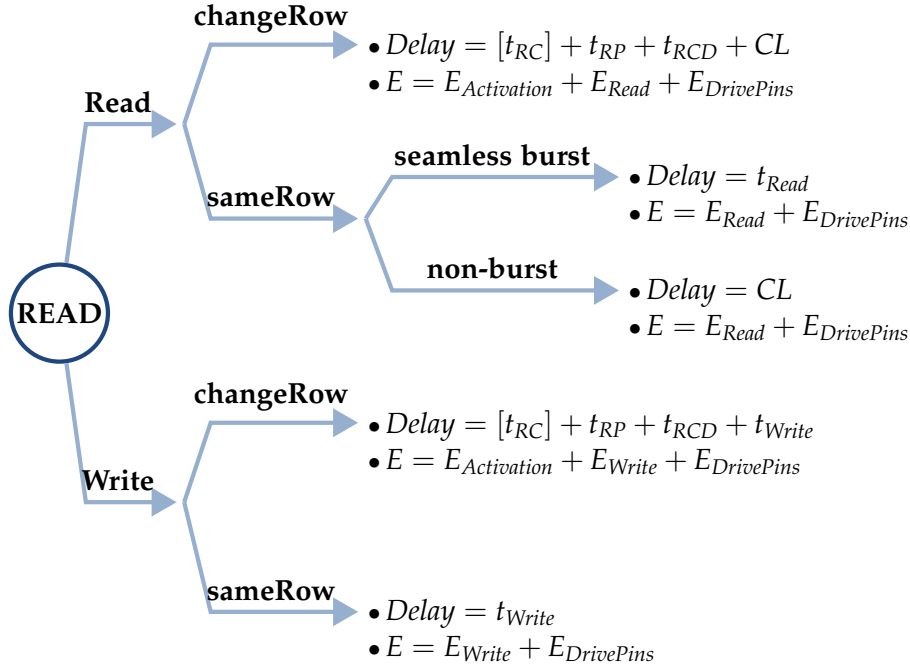 changeRow
• Delay = [t_RC] + t_RP + t_RCD + CL
• E = E_Activation + E_Read + E_DrivePins
Read
seamless burst
• Delay = t_Read
• E = E_Read + E_DrivePins
sameRow
non-burst
• Delay = CL
• E = E_Read + E_DrivePins
READ
changeRow
• Delay = [t_RC] + t_RP + t_RCD + t_Write
• E = E_Activation + E_Write + E_DrivePins
Write
sameRow
• Delay = t_Write
• E = E_Write + E_DrivePins